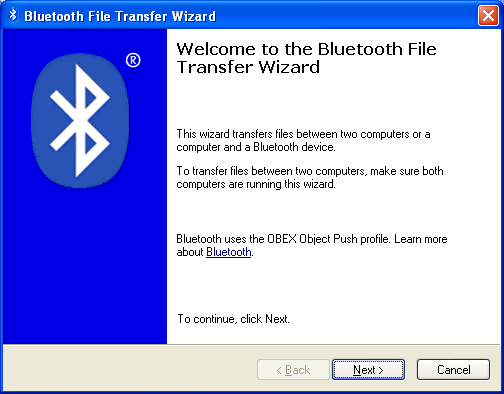 Bluetooth File Transfer Wizard
®
Welcome to the Bluetooth File
Transfer Wizard
This wizard transfers files between two computers or a
computer and a Bluetooth device.
To transfer files between two computers, make sure both
computers are running this wizard.
Bluetooth uses the OBEX Object Push profile. Learn more
about Bluetooth.
To continue, click Next.
< Back Next > Cancel